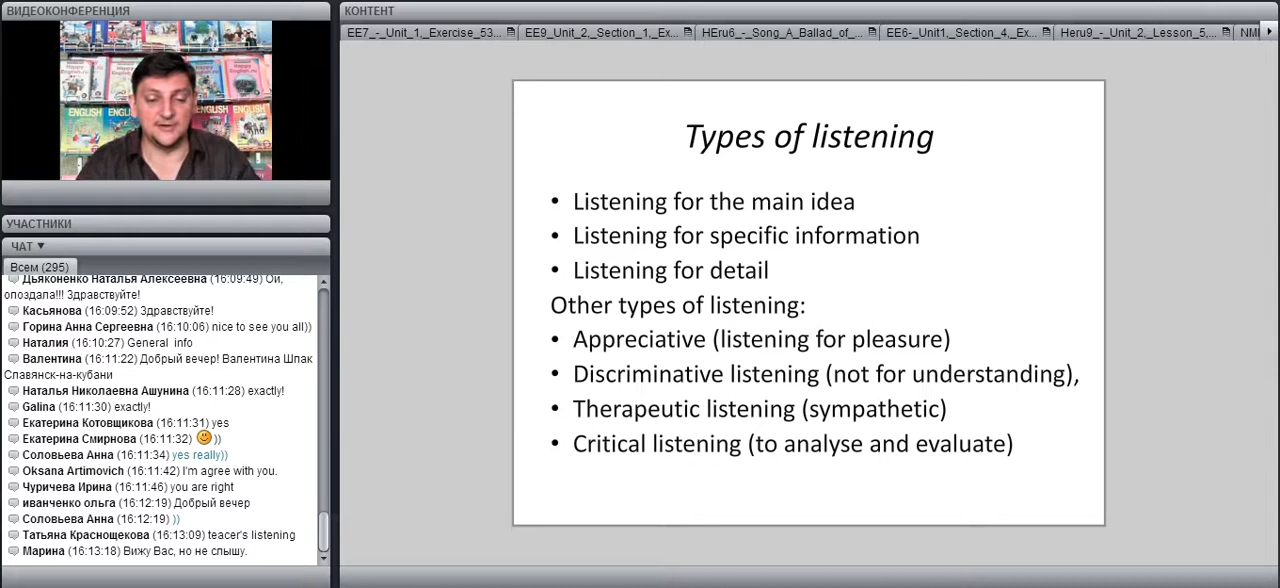 ВИДЕОКОНФЕРЕНЦИЯ
ENGLISH
ENGLISH
УЧАСТНИКИ
ЧАТ ▼
Всем (295)
Дьяконенко Наталья Алексеевна (16:09:49) Ой,
опоздала!!! Здравствуйте!
Касьянова (16:09:52) Здравствуйте!
Горина Анна Сергеевна (16:10:06) nice to see you all))
Наталия (16:10:27) General info
Валентина (16:11:22) Добрый вечер! Валентина Шпак
Славянск-на-кубани
Наталья Николаевна Ашунина (16:11:28) exactly!
Galina (16:11:30) exactly!
Екатерина Котовщикова (16:11:31) yes
Екатерина Смирнова (16:11:32) ))
Соловьева Анна (16:11:34) yes really))
Oksana Artimovich (16:11:42) I'm agree with you.
Чуричева Ирина (16:11:46) you are right
иванченко ольга (16:12:19) Добрый вечер
Соловьева Анна (16:12:19) ))
Татьяна Краснощекова (16:13:09) teacer's listening
Марина (16:13:18) Вижу Вас, но не слышу.
КОНТЕНТ
EE7_-_Unit_1,_Exercise_53...
EE9_Unit_2,_Section_1,_Ex...
HEru6_-_Song_A_Ballad_of_...
EE6-_Unit1,_Section_4,_Ex...
Heru9_-_Unit_2,_Lesson_5,...
Types of listening
• Listening for the main idea
• Listening for specific information
• Listening for detail
Other types of listening:
• Appreciative (listening for pleasure)
• Discriminative listening (not for understanding),
• Therapeutic listening (sympathetic)
• Critical listening (to analyse and evaluate)